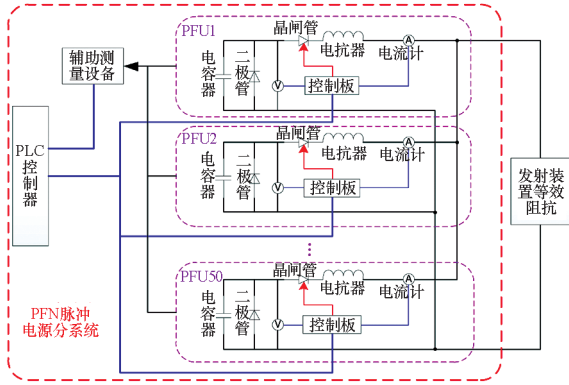 PFU1
晶闸管
电抗器
电流计
电容器
二极管
V
A
控制板
辅助测
量设备
PLC
控制器
PFU2
晶闸管
电抗器
电流计
电容器
二极管
V
A
控制板
发射装
置等效
阻抗
PFU50
晶闸管
电抗器
电流计
电容器
二极管
V
A
控制板
PFN脉冲
电源分系统